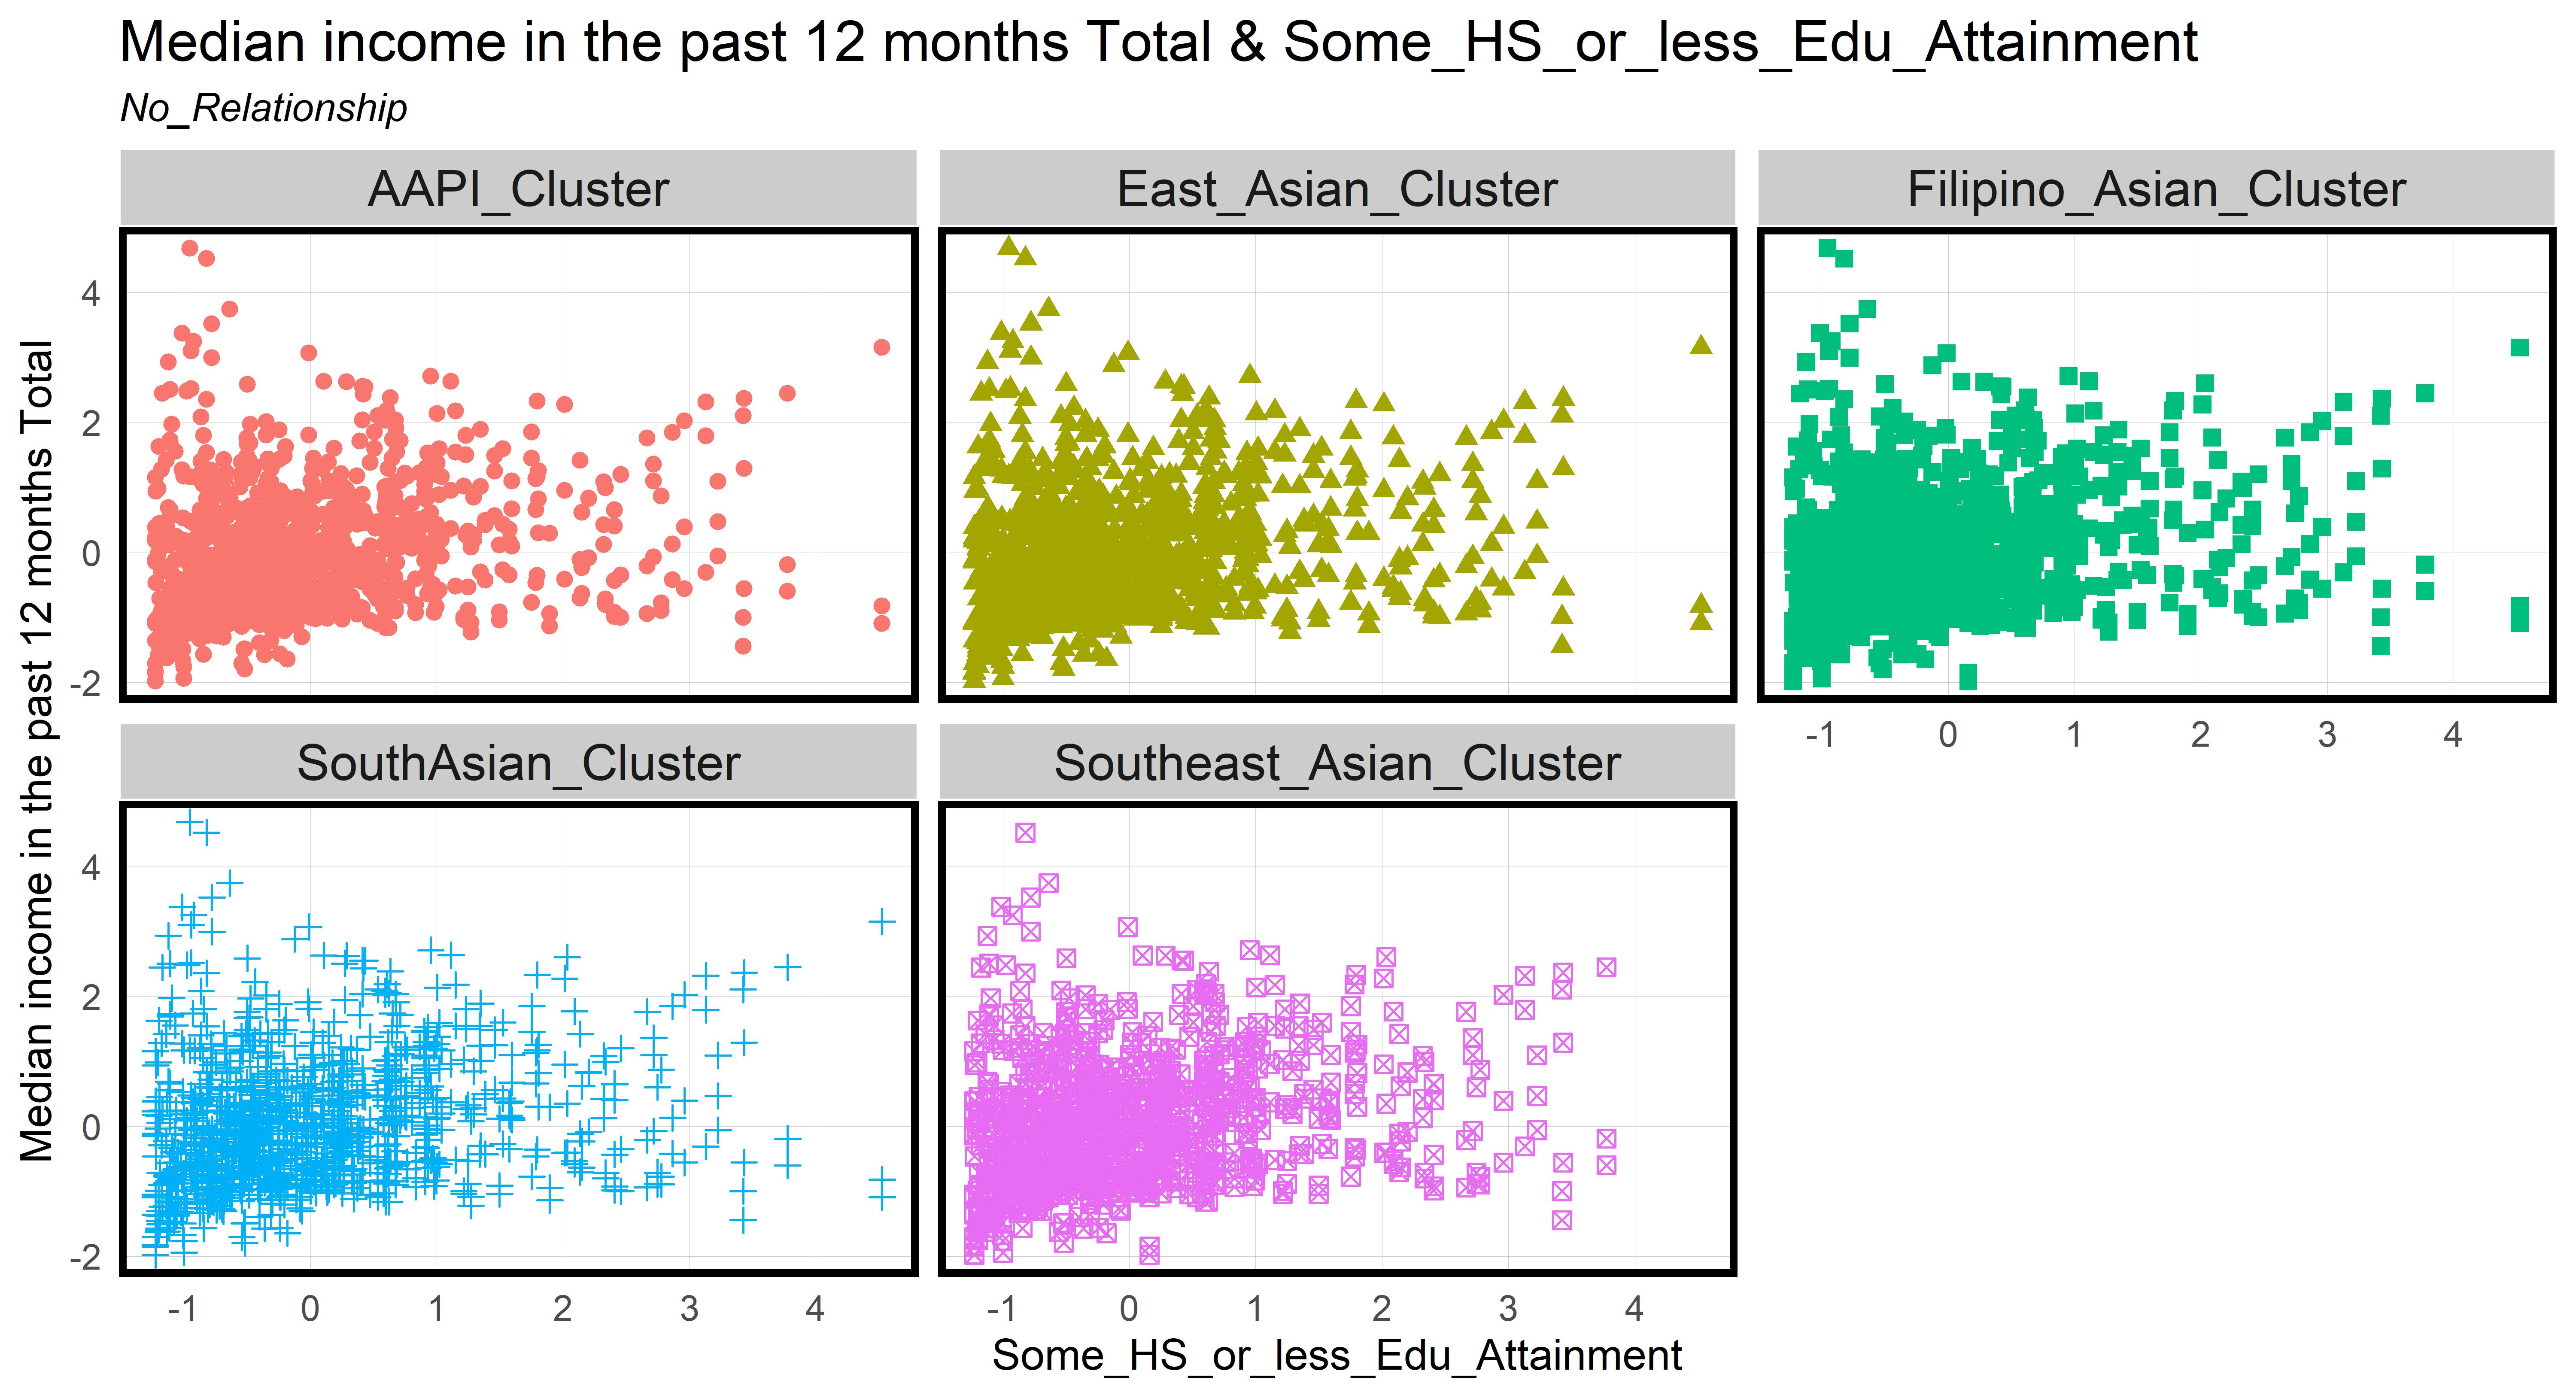 Median income in the past 12 months Total & Some_HS_or_less_Edu_Attainment
No_Relationship
AAPI_Cluster
East_Asian_Cluster
Filipino_Asian_Cluster
4
2
0
-2
-1 0 1 2 3 4
SouthAsian_Cluster
Southeast_Asian_Cluster
4
2
0
-2
-1 0 1 2 3 4
-1 0 1 2 3 4
Median income in the past 12 months Total
Some_HS_or_less_Edu_Attainment